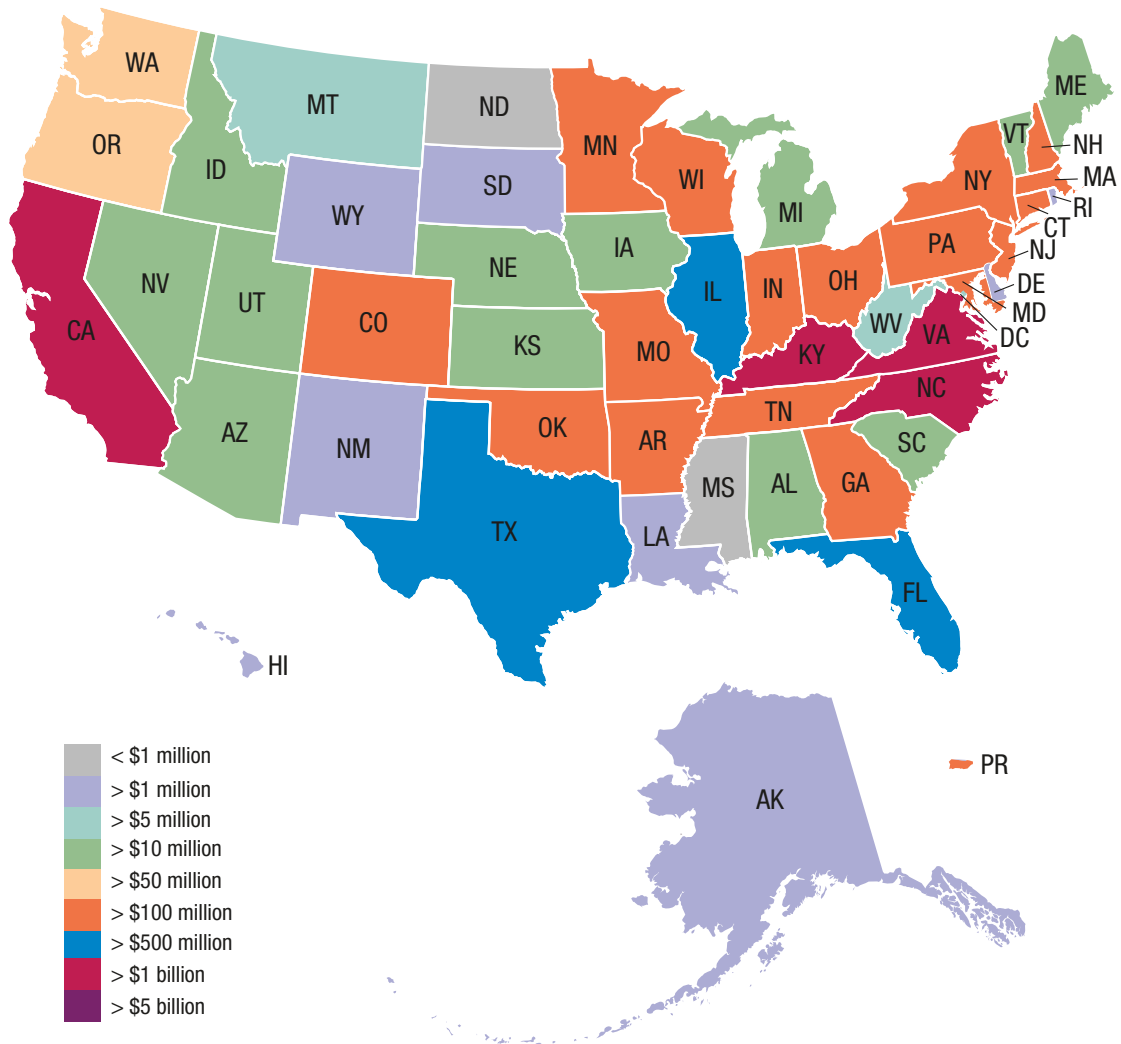 WA
MT
ND
ME
OR
MN
VT
NH
ID
SD
WI
NY
MA
WY
MI
RI
CT
NE
IA
PA
NJ
NV
UT
IL
IN
OH
DE
MD
CA
CO
KS
MO
KY
WV
VA
DC
NC
AZ
NM
OK
AR
TN
SC
MS
AL
GA
TX
LA
FL
HI
PR
AK
< $1 million
> $1 million
> $5 million
> $10 million
> $50 million
> $100 million
> $500 million
> $1 billion
> $5 billion